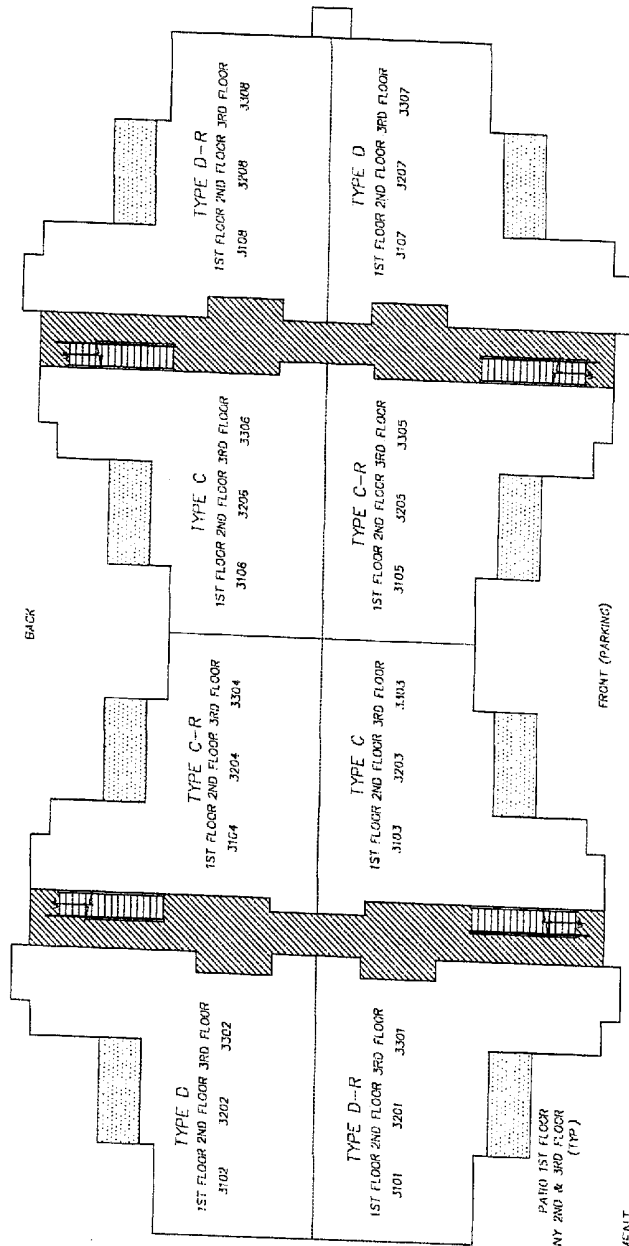 BACK
TYPE D
1ST FLOOR 2ND FLOOR 3RD FLOOR
3102 3202 3302
TYPE C-R
1ST FLOOR 2ND FLOOR 3RD FLOOR
3104 3204 3304
TYPE C
1ST FLOOR 2ND FLOOR 3RD FLOOR
3106 3206 3306
TYPE D-R
1ST FLOOR 2ND FLOOR 3RD FLOOR
3108 3208 3308
TYPE D-R
1ST FLOOR 2ND FLOOR 3RD FLOOR
3101 3201 3301
TYPE C
1ST FLOOR 2ND FLOOR 3RD FLOOR
3103 3203 3303
TYPE C-R
1ST FLOOR 2ND FLOOR 3RD FLOOR
3105 3205 3305
TYPE D
1ST FLOOR 2ND FLOOR 3RD FLOOR
3107 3207 3307
PATIO 1ST FLOOR
NY 2ND & 3RD FLOOR
(TYP.)
FRONT (PARKING)